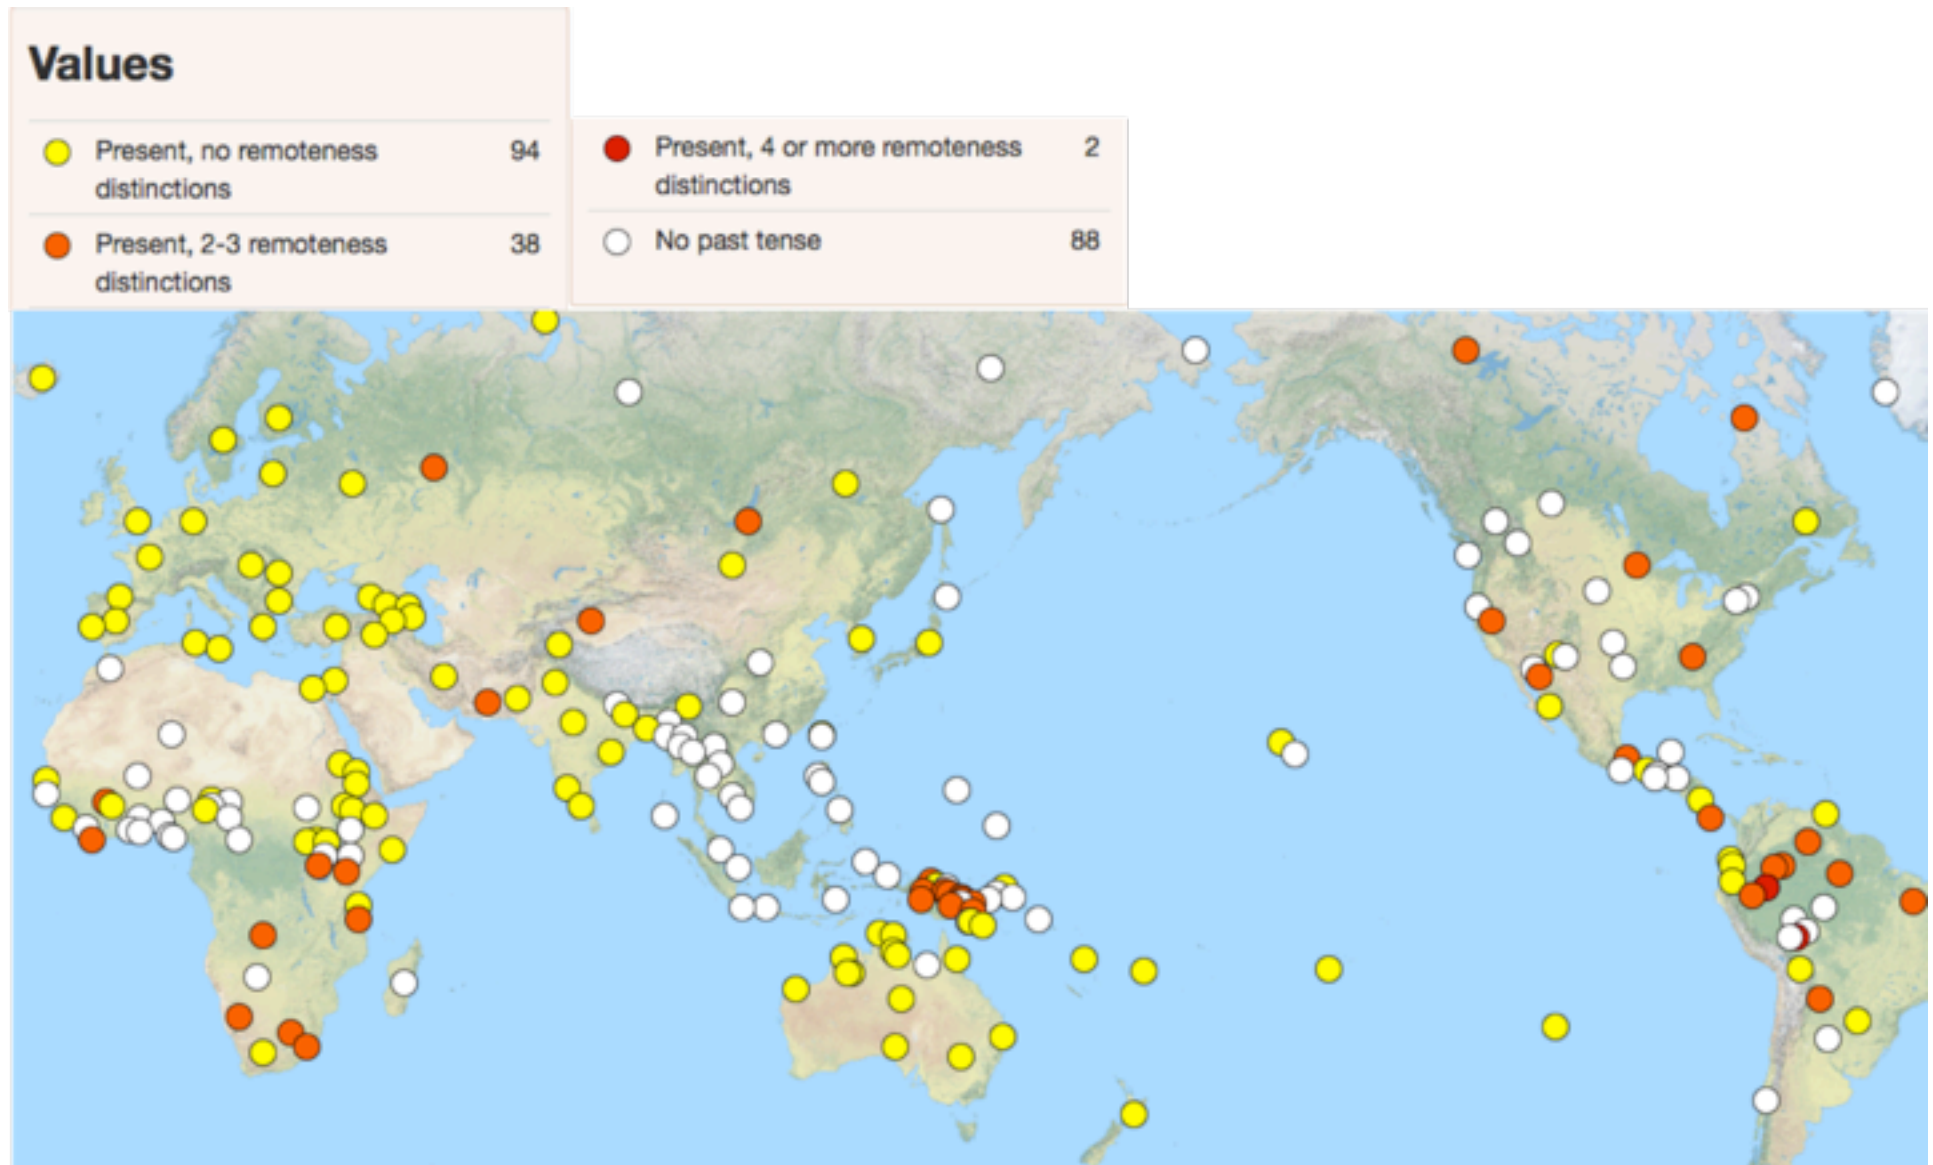 Values
Present, no remoteness 94
distinctions
Present, 2-3 remoteness 38
distinctions
Present, 4 or more remoteness 2
distinctions
No past tense 88